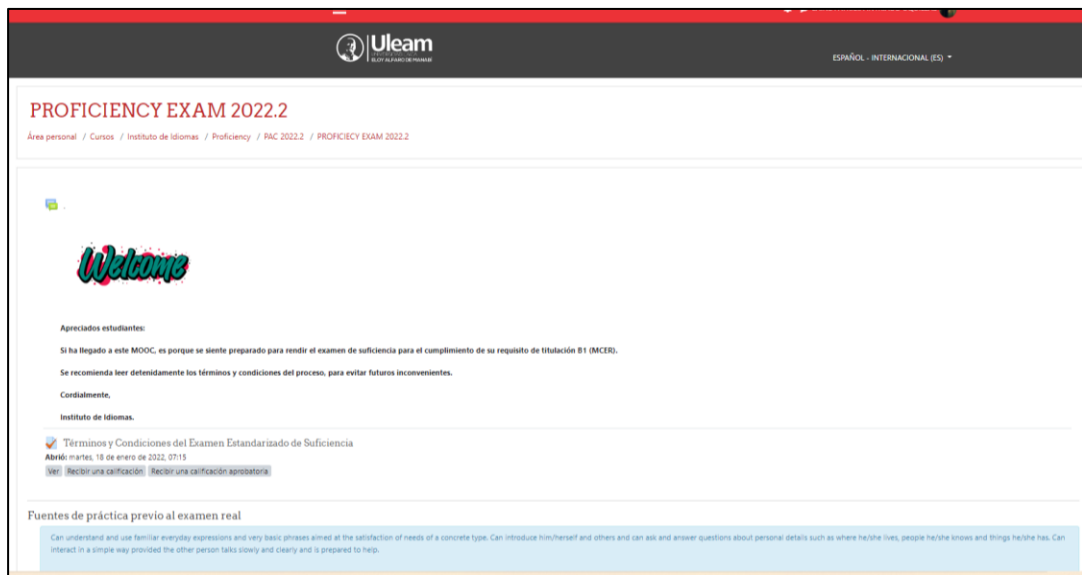 Uleam
ELOY ALFARO DE MANABÍ
ESPAÑOL - INTERNACIONAL (ES)
PROFICIENCY EXAM 2022.2
Área personal / Cursos / Instituto de Idiomas / Proficiency / PAC 2022.2 / PROFICIECY EXAM 2022.2
.
Welcome
Apreciados estudiantes:
Si ha llegado a este MOOC, es porque se siente preparado para rendir el examen de suficiencia para el cumplimiento de su requisito de titulación B1 (MCER).
Se recomienda leer detenidamente los términos y condiciones del proceso, para evitar futuros inconvenientes.
Cordialmente,
Instituto de Idiomas.
Términos y Condiciones del Examen Estandarizado de Suficiencia
Abrió: martes, 18 de enero de 2022, 07:15
Ver Recibir una calificación Recibir una calificación aprobatoria
Fuentes de práctica previo al examen real
Can understand and use familiar everyday expressions and very basic phrases aimed at the satisfaction of needs of a concrete type. Can introduce him/herself and others and can ask and answer questions about personal details such as where he/she lives, people he/she knows and things he/she has. Can
interact in a simple way provided the other person talks slowly and clearly and is prepared to help.